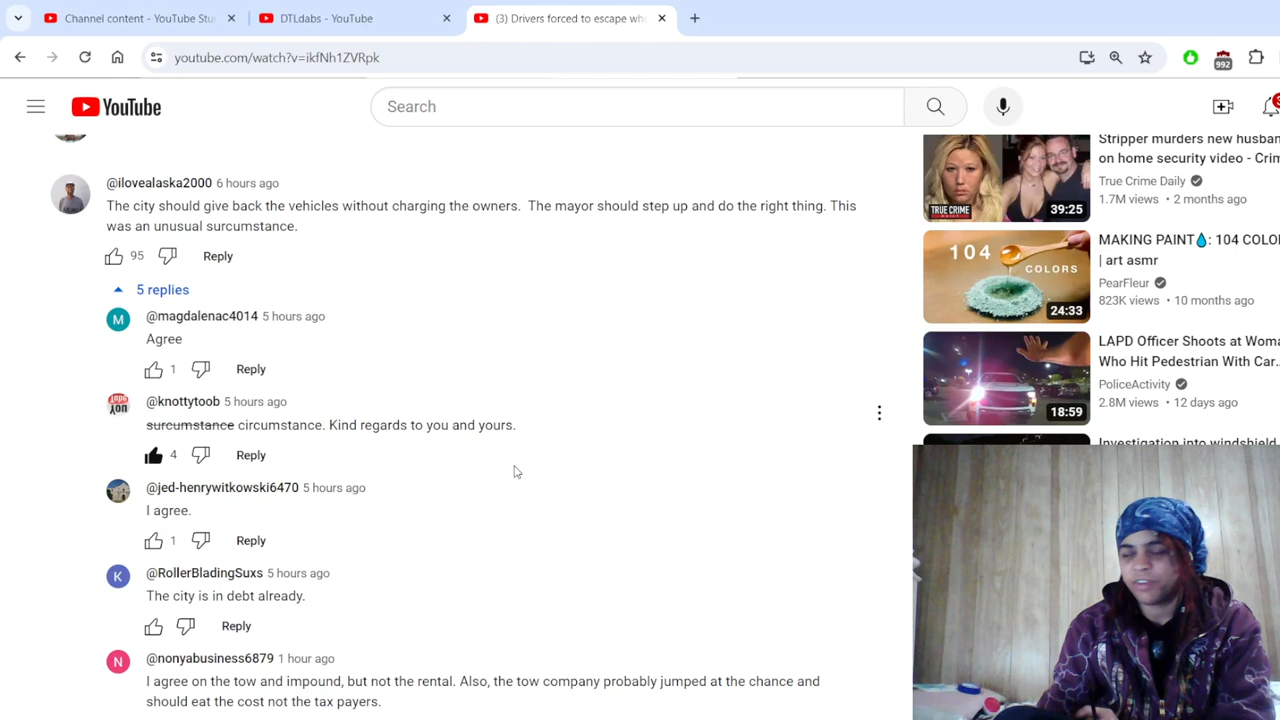 Channel content - YouTube Stu
DTLdabs - YouTube
(3) Drivers forced to escape whe
youtube.com/watch?v=ikfNh1ZVRpk
992
YouTube
Search
3
@ilovealaska2000 6 hours ago
The city should give back the vehicles without charging the owners. The mayor should step up and do the right thing. This
was an unusual surcumstance.
95 Reply
5 replies
M
@magdalenac4014 5 hours ago
Agree
1 Reply
@knottytoob 5 hours ago
surcumstance circumstance. Kind regards to you and yours.
4 Reply
@jed-henrywitkowski6470 5 hours ago
I agree.
1 Reply
K
@RollerBladingSuxs 5 hours ago
The city is in debt already.
Reply
N
@nonyabusiness6879 1 hour ago
I agree on the tow and impound, but not the rental. Also, the tow company probably jumped at the chance and
should eat the cost not the tax payers.
TRUE CRIME
DAILY
39:25
Stripper murders new husban
on home security video - Crim
True Crime Daily
1.7M views • 2 months ago
104
COLORS
24:33
MAKING PAINT💧: 104 COLO
| art asmr
PearFleur
823K views • 10 months ago
18:59
LAPD Officer Shoots at Woma
Who Hit Pedestrian With Car...
PoliceActivity
2.8M views • 12 days ago
Investigation into windshield